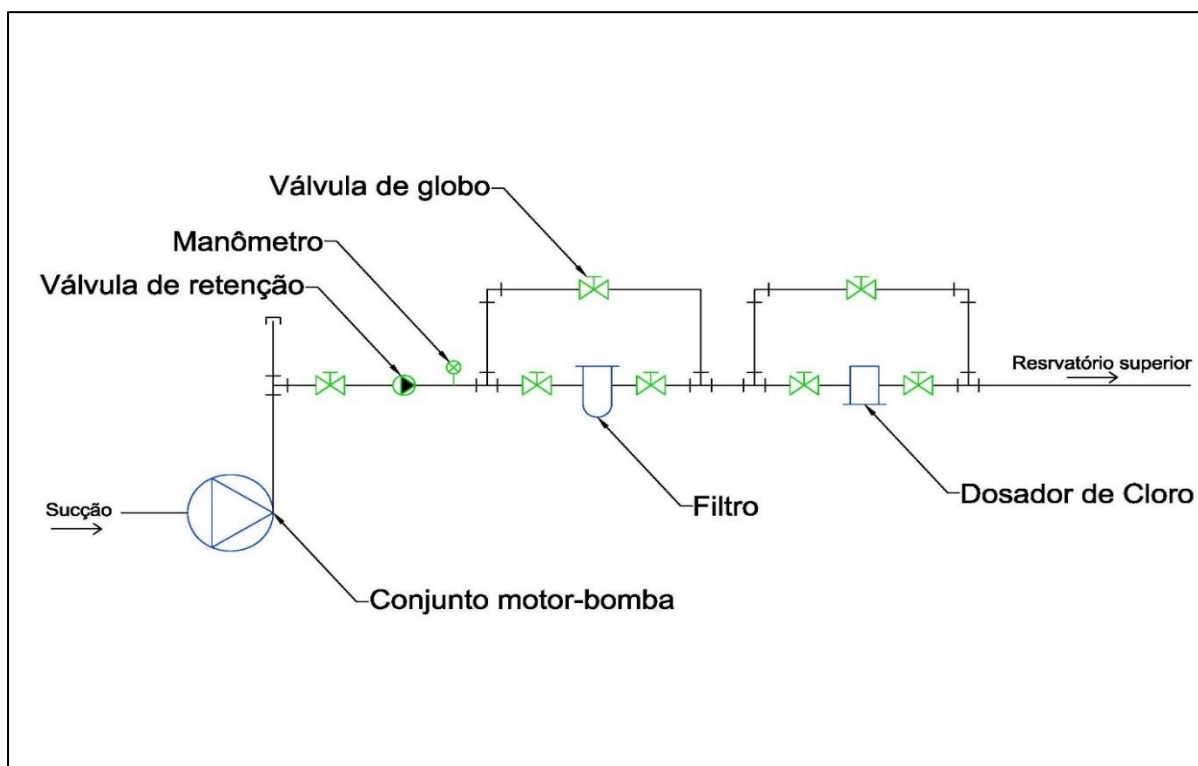 Válvula de globo
Manômetro
Válvula de retenção
Resrvatório superior
Sucção
Filtro
Dosador de Cloro
Conjunto motor-bomba